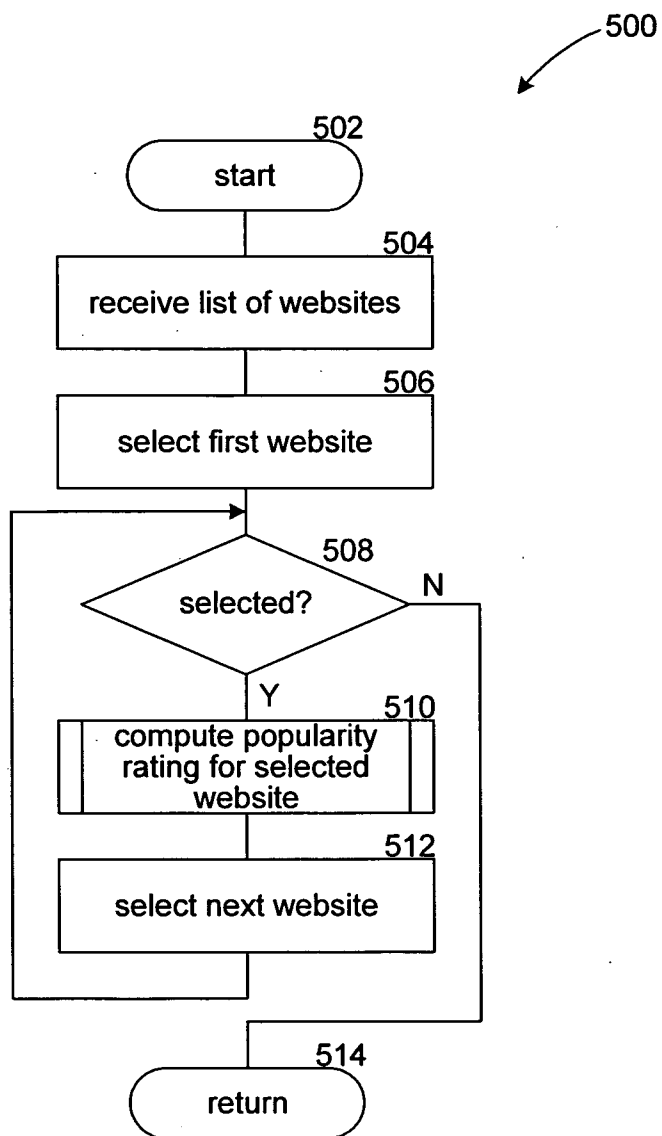 500
502
start
504
receive list of websites
506
select first website
508
selected?
N
Y
510
compute popularity
rating for selected
website
512
select next website
514
return